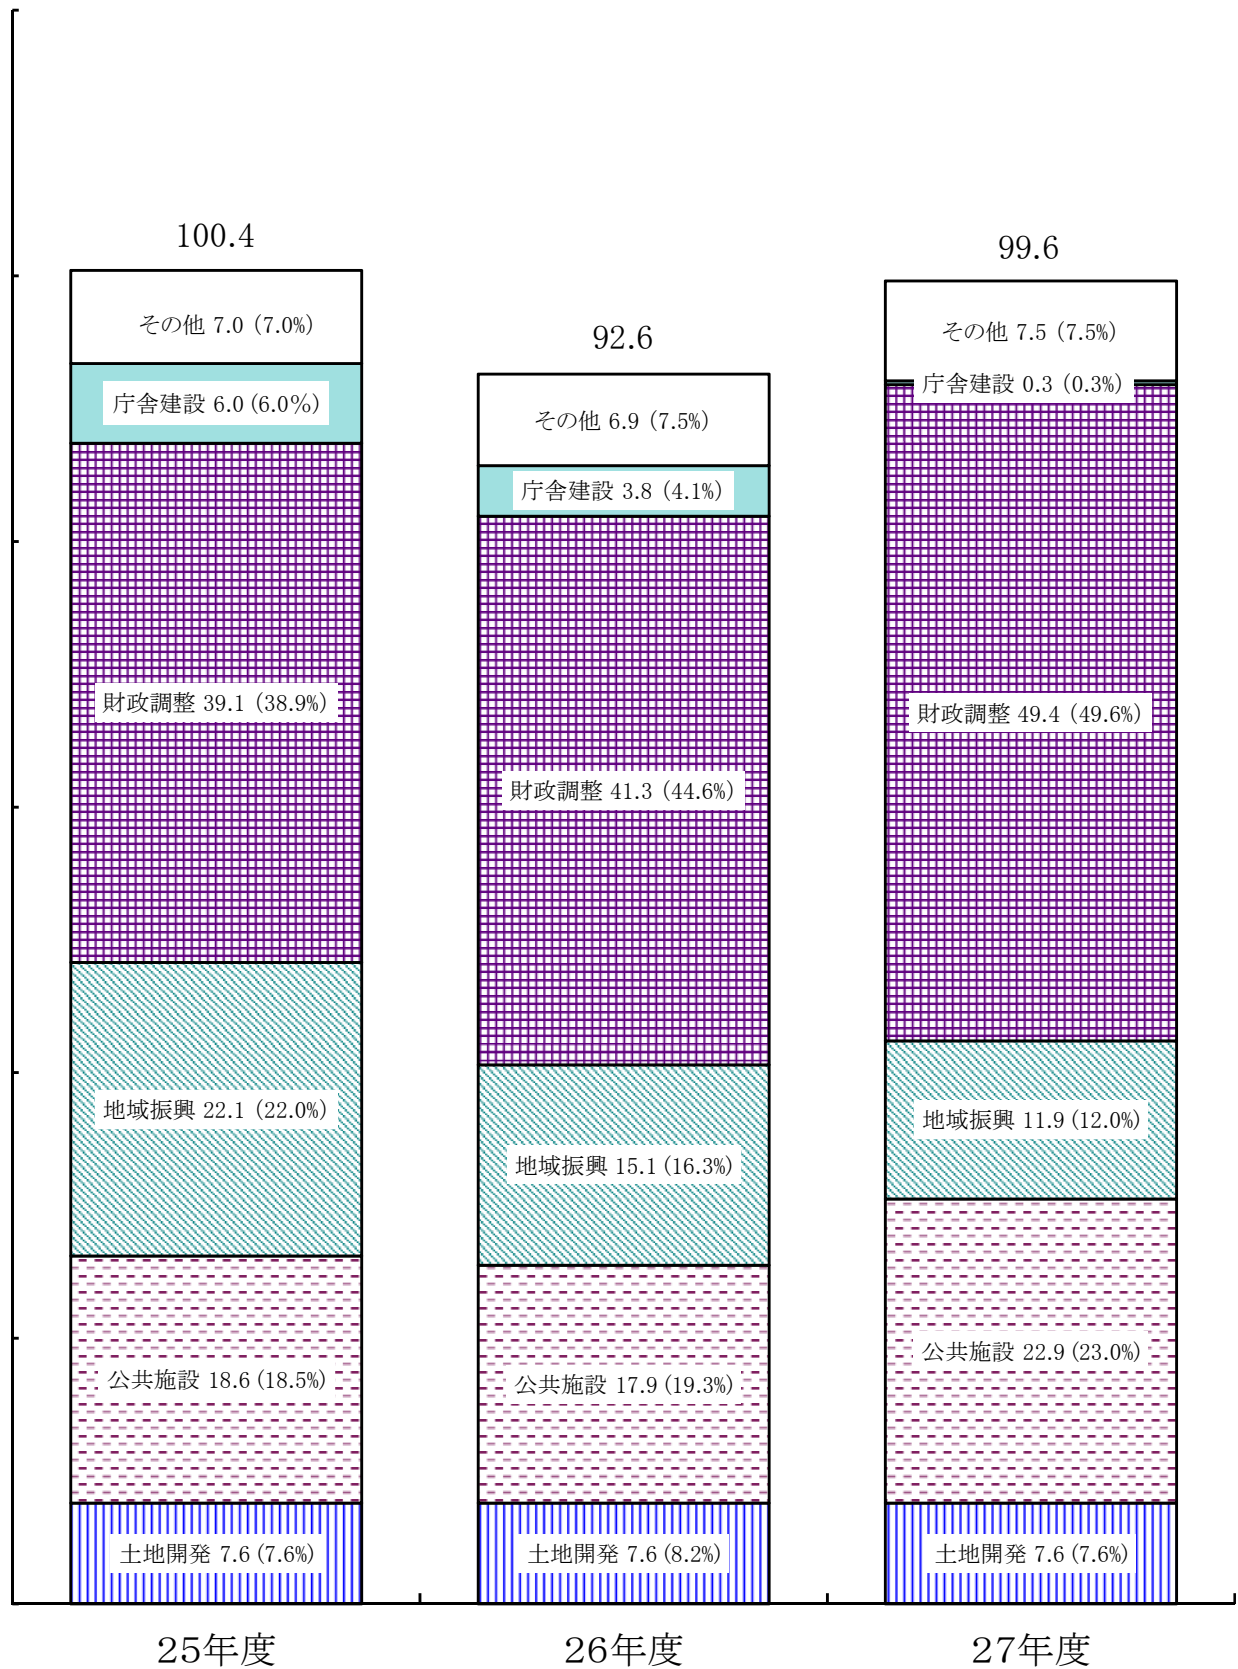 100.4
その他 7.0 (7.0%)
庁舎建設 6.0 (6.0%)
財政調整 39.1 (38.9%)
地域振興 22.1 (22.0%)
公共施設 18.6 (18.5%)
土地開発 7.6 (7.6%)
25年度
92.6
その他 6.9 (7.5%)
庁舎建設 3.8 (4.1%)
財政調整 41.3 (44.6%)
地域振興 15.1 (16.3%)
公共施設 17.9 (19.3%)
土地開発 7.6 (8.2%)
26年度
99.6
その他 7.5 (7.5%)
庁舎建設 0.3 (0.3%)
財政調整 49.4 (49.6%)
地域振興 11.9 (12.0%)
公共施設 22.9 (23.0%)
土地開発 7.6 (7.6%)
27年度